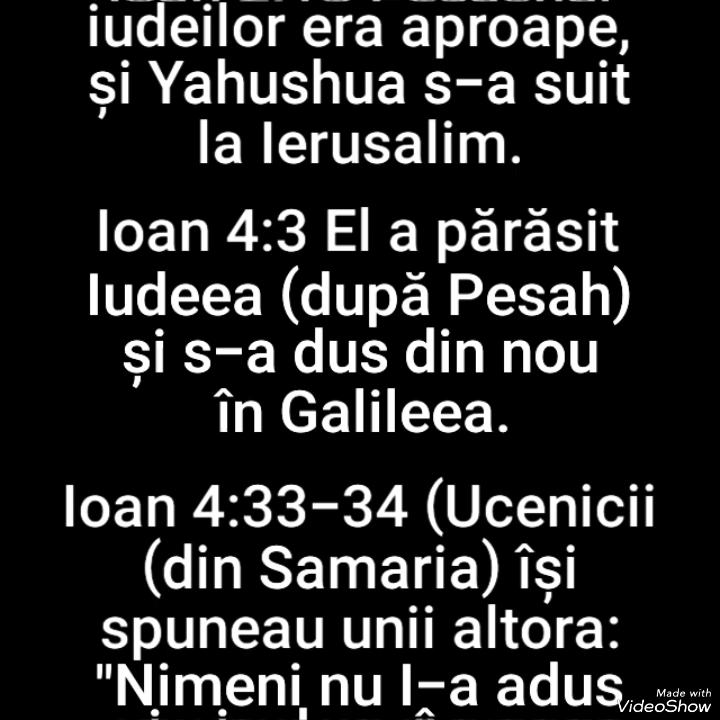 iudeilor era aproape,
și Yahushua s-a suit
la Ierusalim.
Ioan 4:3 El a părăsit
Iudeea (după Pesah)
și s-a dus din nou
în Galileea.
Ioan 4:33-34 (Ucenicii
(din Samaria) își
spuneau unii altora:
"Nimeni nu I-a adus
Made with
VideoShow